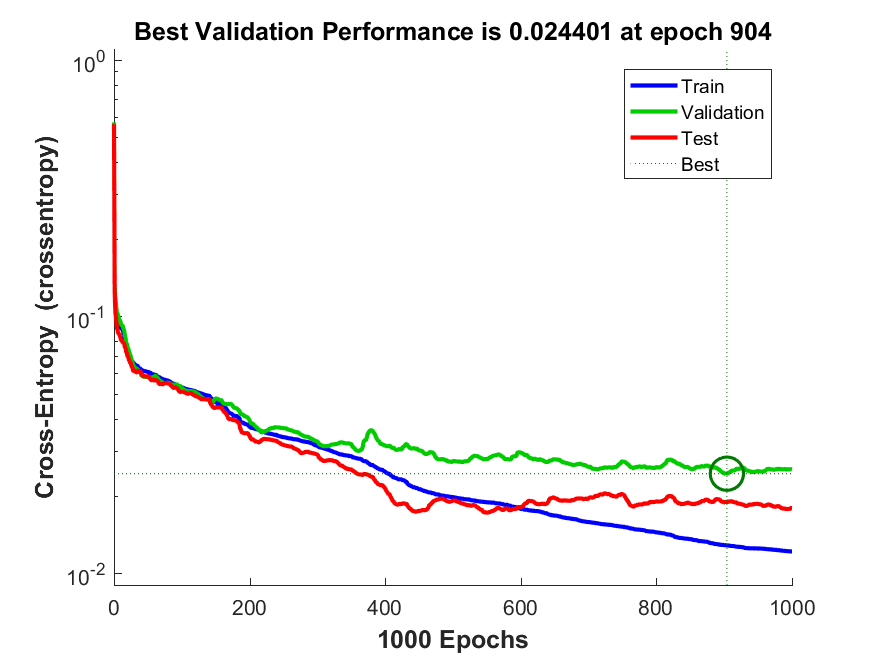 Best Validation Performance is 0.024401 at epoch 904
10^0
10^-1
10^-2
Cross-Entropy (crossentropy)
Train
Validation
Test
Best
0 200 400 600 800 1000
1000 Epochs